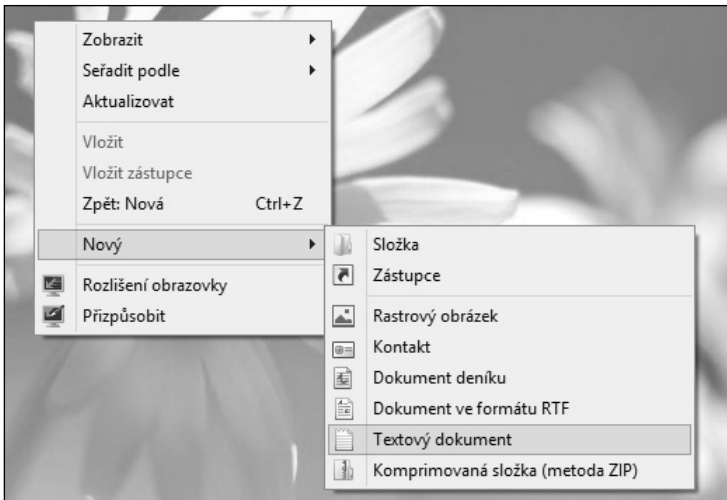 Zobrazit
Seřadit podle
Aktualizovat
Vložit
Vložit zástupce
Zpět: Nová Ctrl+Z
Nový
Rozlišení obrazovky
Přizpůsobit
Složka
Zástupce
Rastrový obrázek
Kontakt
Dokument deníku
Dokument ve formátu RTF
Textový dokument
Komprimovaná složka (metoda ZIP)